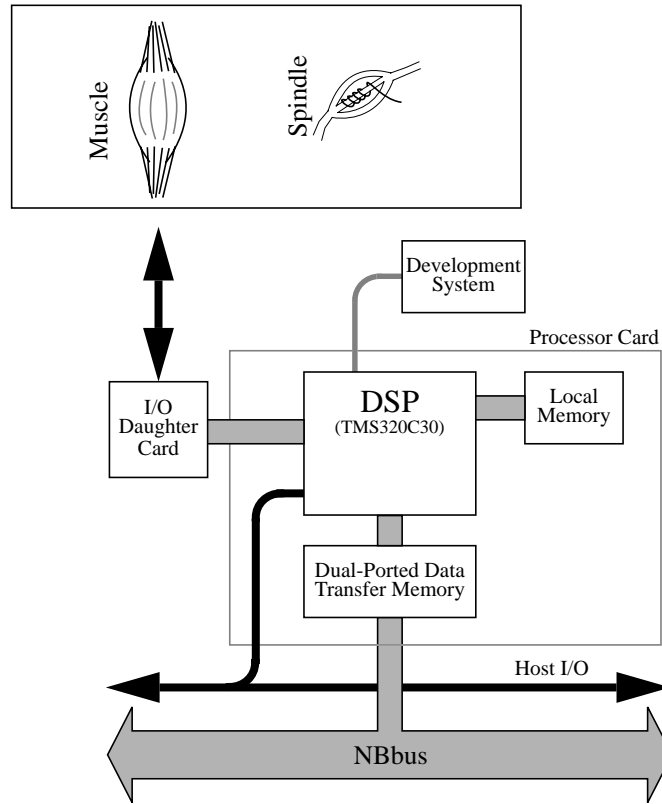 Muscle
Spindle
Development
System
Processor Card
I/O
Daughter
Card
DSP
(TMS320C30)
Local
Memory
Dual-Ported Data
Transfer Memory
Host I/O
NBbus